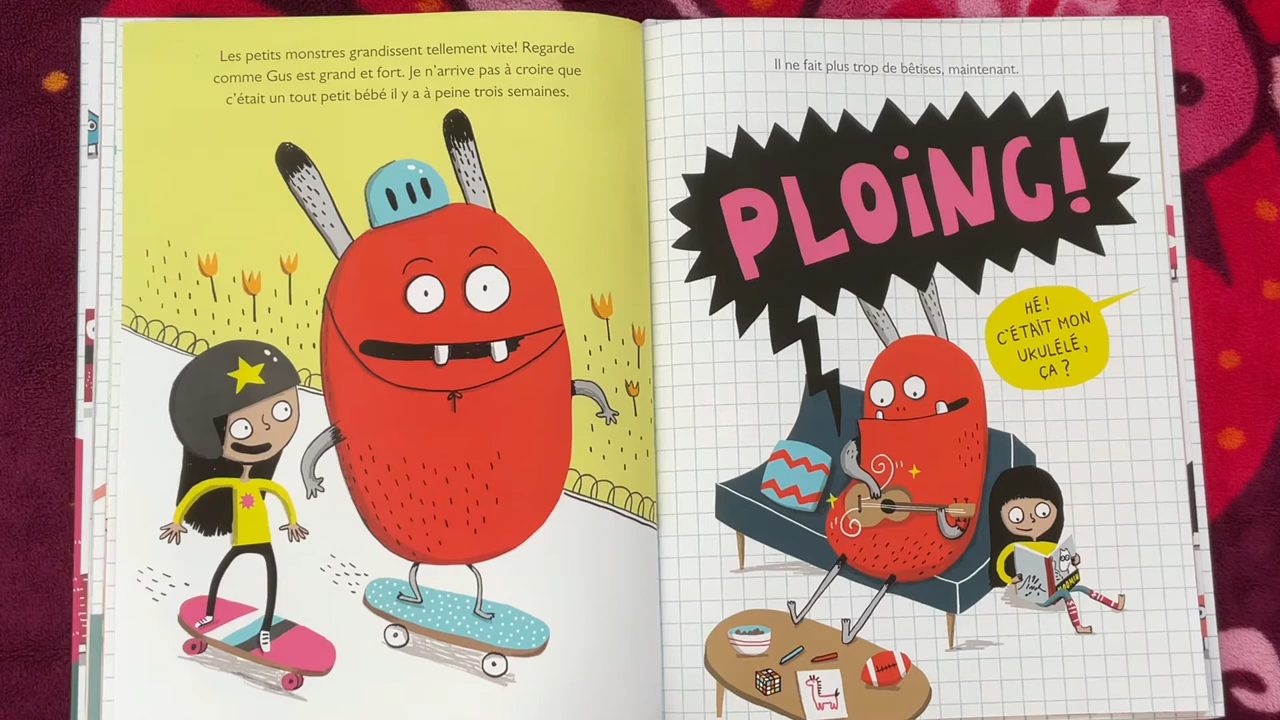 Les petits monstres grandissent tellement vite! Regarde
comme Gus est grand et fort. Je n'arrive pas à croire que
c'était un tout petit bébé il y a à peine trois semaines.
Il ne fait plus trop de bêtises, maintenant.
PLOiNG!
HÉ!
C'ÉTAIT MON
UKULÉLÉ,
ÇA?